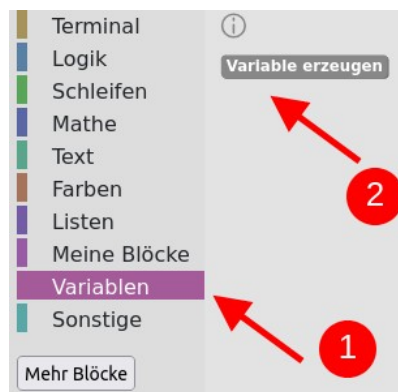 Terminal
Logik
Schleifen
Mathe
Text
Farben
Listen
Meine Blöcke
Variablen
Sonstige
Mehr Blöcke
Variable erzeugen
2
1